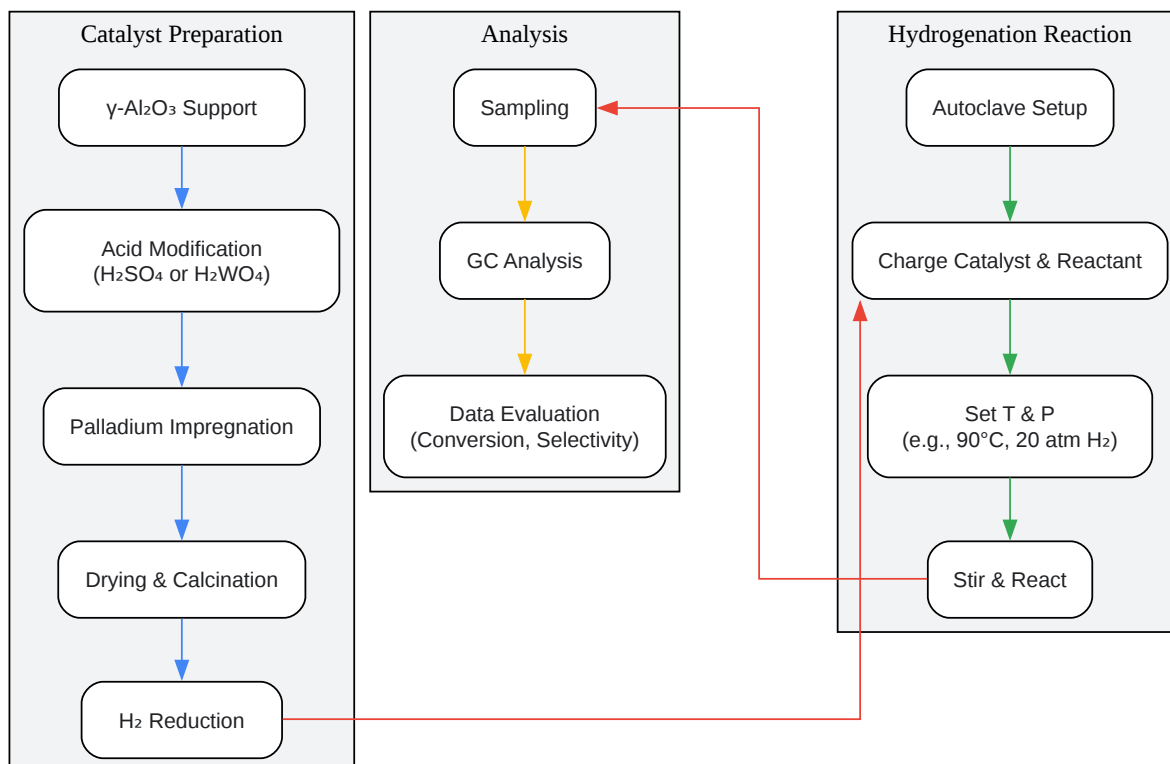 Catalyst Preparation
γ-Al₂O₃ Support
Acid Modification
(H₂SO₄ or H₂WO₄)
Palladium Impregnation
Drying & Calcination
H₂ Reduction
Analysis
Sampling
GC Analysis
Data Evaluation
(Conversion, Selectivity)
Hydrogenation Reaction
Autoclave Setup
Charge Catalyst & Reactant
Set T & P
(e.g., 90°C, 20 atm H₂)
Stir & React